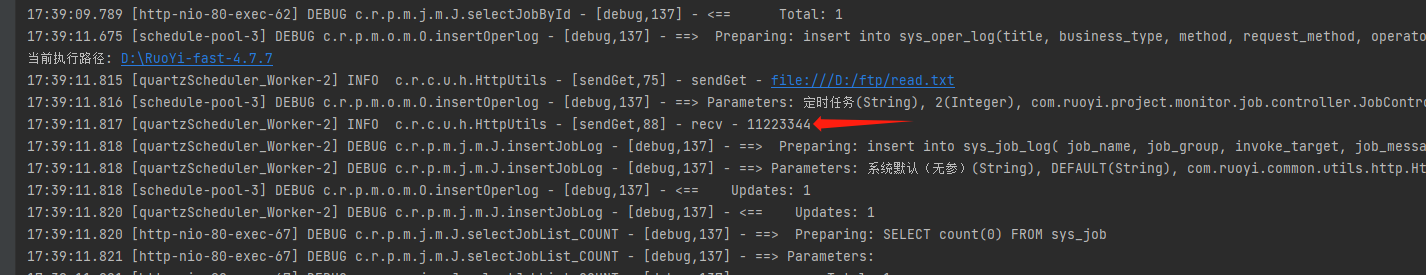 17:39:09.789 [http-nio-80-exec-62] DEBUG c.r.p.m.j.m.J.selectJobById - [debug,137] - <==      Total: 1
17:39:11.675 [schedule-pool-3] DEBUG c.r.p.m.o.m.O.insertOperlog - [debug,137] - ==>  Preparing: insert into sys_oper_log(title, business_type, method, request_method, operato
当前执行路径: D:\RuoYi-fast-4.7.7
17:39:11.815 [quartzScheduler_Worker-2] INFO  c.r.c.u.h.HttpUtils - [sendGet,75] - sendGet - file:///D:/ftp/read.txt
17:39:11.816 [schedule-pool-3] DEBUG c.r.p.m.o.m.O.insertOperlog - [debug,137] - ==> Parameters: 定时任务(String), 2(Integer), com.ruoyi.project.monitor.job.controller.JobContr
17:39:11.817 [quartzScheduler_Worker-2] INFO  c.r.c.u.h.HttpUtils - [sendGet,88] - recv - 11223344
17:39:11.818 [quartzScheduler_Worker-2] DEBUG c.r.p.m.j.m.J.insertJobLog - [debug,137] - ==>  Preparing: insert into sys_job_log( job_name, job_group, invoke_target, job_messa
17:39:11.818 [quartzScheduler_Worker-2] DEBUG c.r.p.m.j.m.J.insertJobLog - [debug,137] - ==> Parameters: 系统默认（无参）(String), DEFAULT(String), com.ruoyi.common.utils.http.Ht
17:39:11.818 [schedule-pool-3] DEBUG c.r.p.m.o.m.O.insertOperlog - [debug,137] - <==    Updates: 1
17:39:11.820 [quartzScheduler_Worker-2] DEBUG c.r.p.m.j.m.J.insertJobLog - [debug,137] - <==    Updates: 1
17:39:11.820 [http-nio-80-exec-67] DEBUG c.r.p.m.j.m.J.selectJobList_COUNT - [debug,137] - ==>  Preparing: SELECT count(0) FROM sys_job
17:39:11.821 [http-nio-80-exec-67] DEBUG c.r.p.m.j.m.J.selectJobList_COUNT - [debug,137] - ==> Parameters: